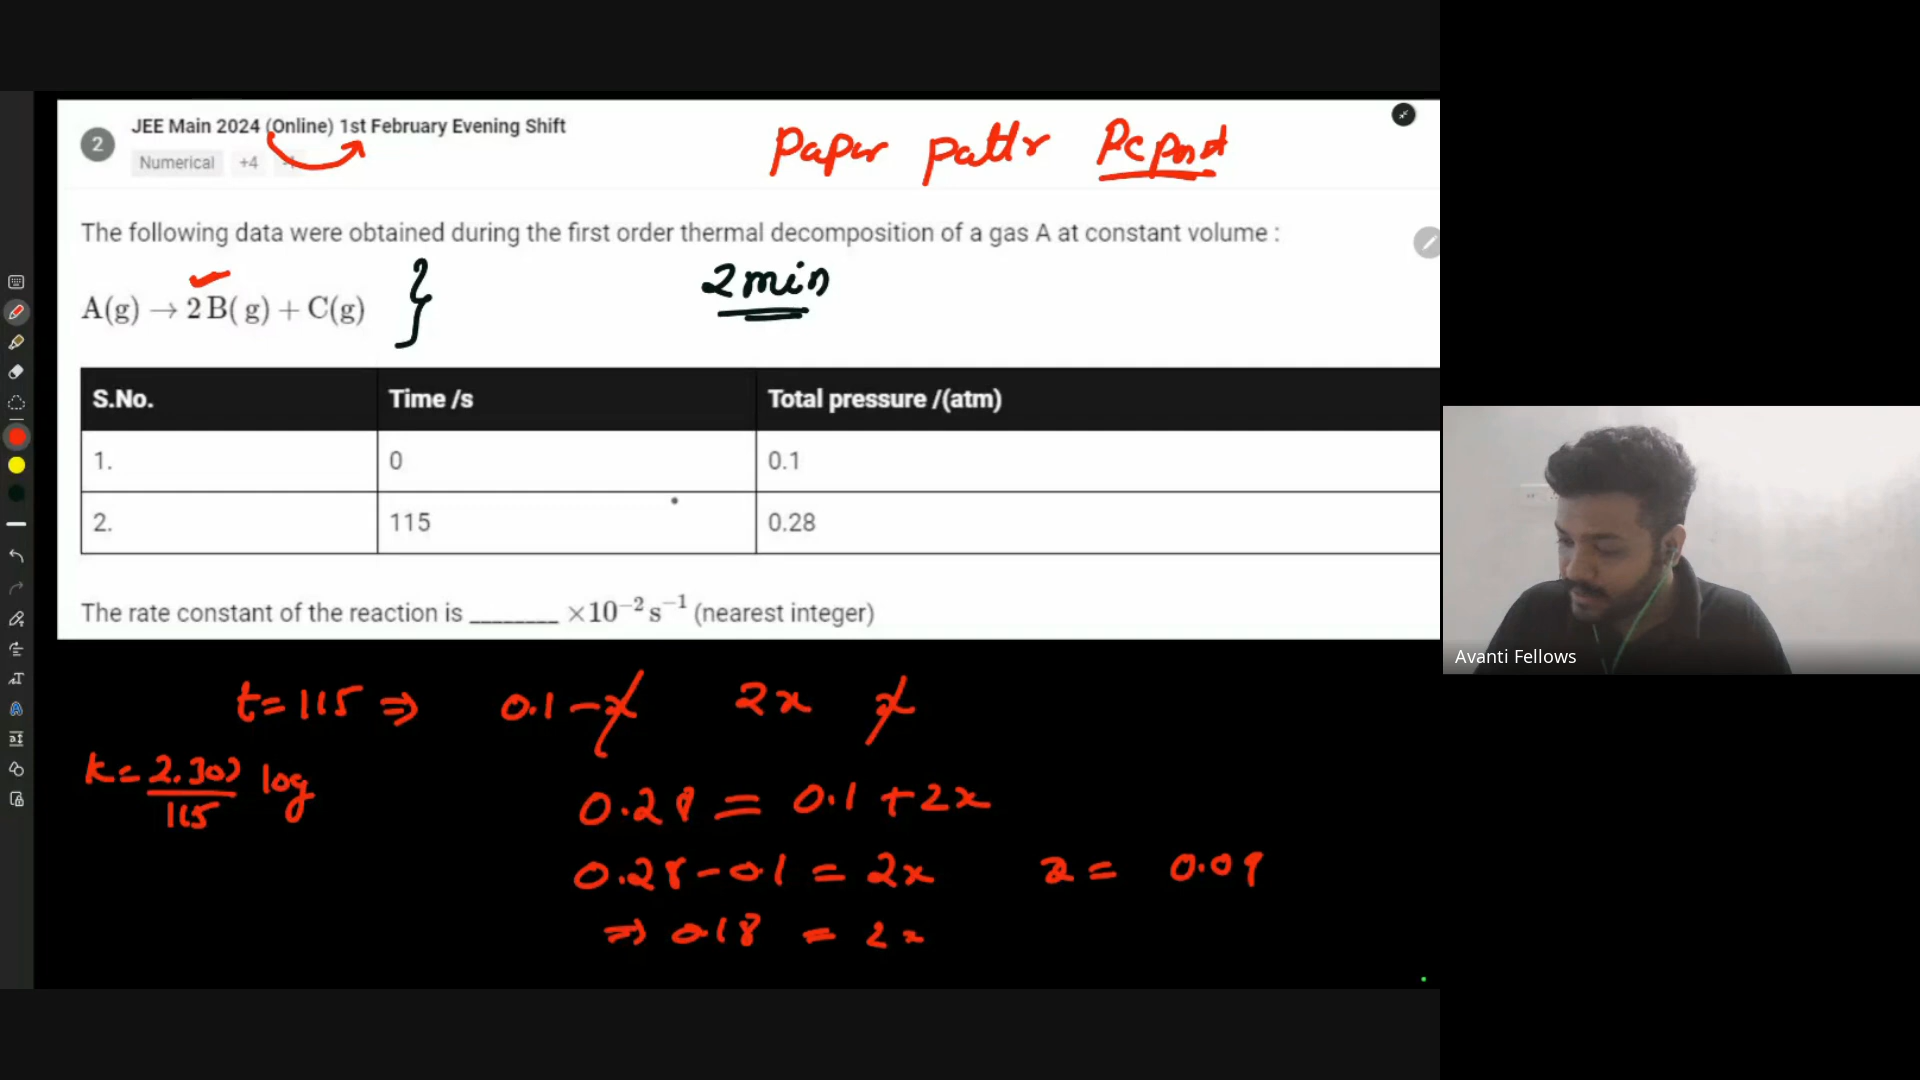 2
JEE Main 2024 (Online) 1st February Evening Shift
Numerical +4
Paper
The following data were obtained during the first order thermal decomposition of a gas A at constant volume :
2min
A(g) → 2 B( g) + C(g) }
S.No. Time /s Total pressure /(atm)
1. 0 0.1
2. 115 0.28
The rate constant of the reaction is ________ ×10⁻² s⁻¹ (nearest integer)
Avanti Fellows
t=115 ⇒ 0.1 - x 2x x
k= 2.303/115 log
0.28 = 0.1 + 2x
0.28 - 0.1 = 2x x = 0.09
⇒ 0.18 = 2x